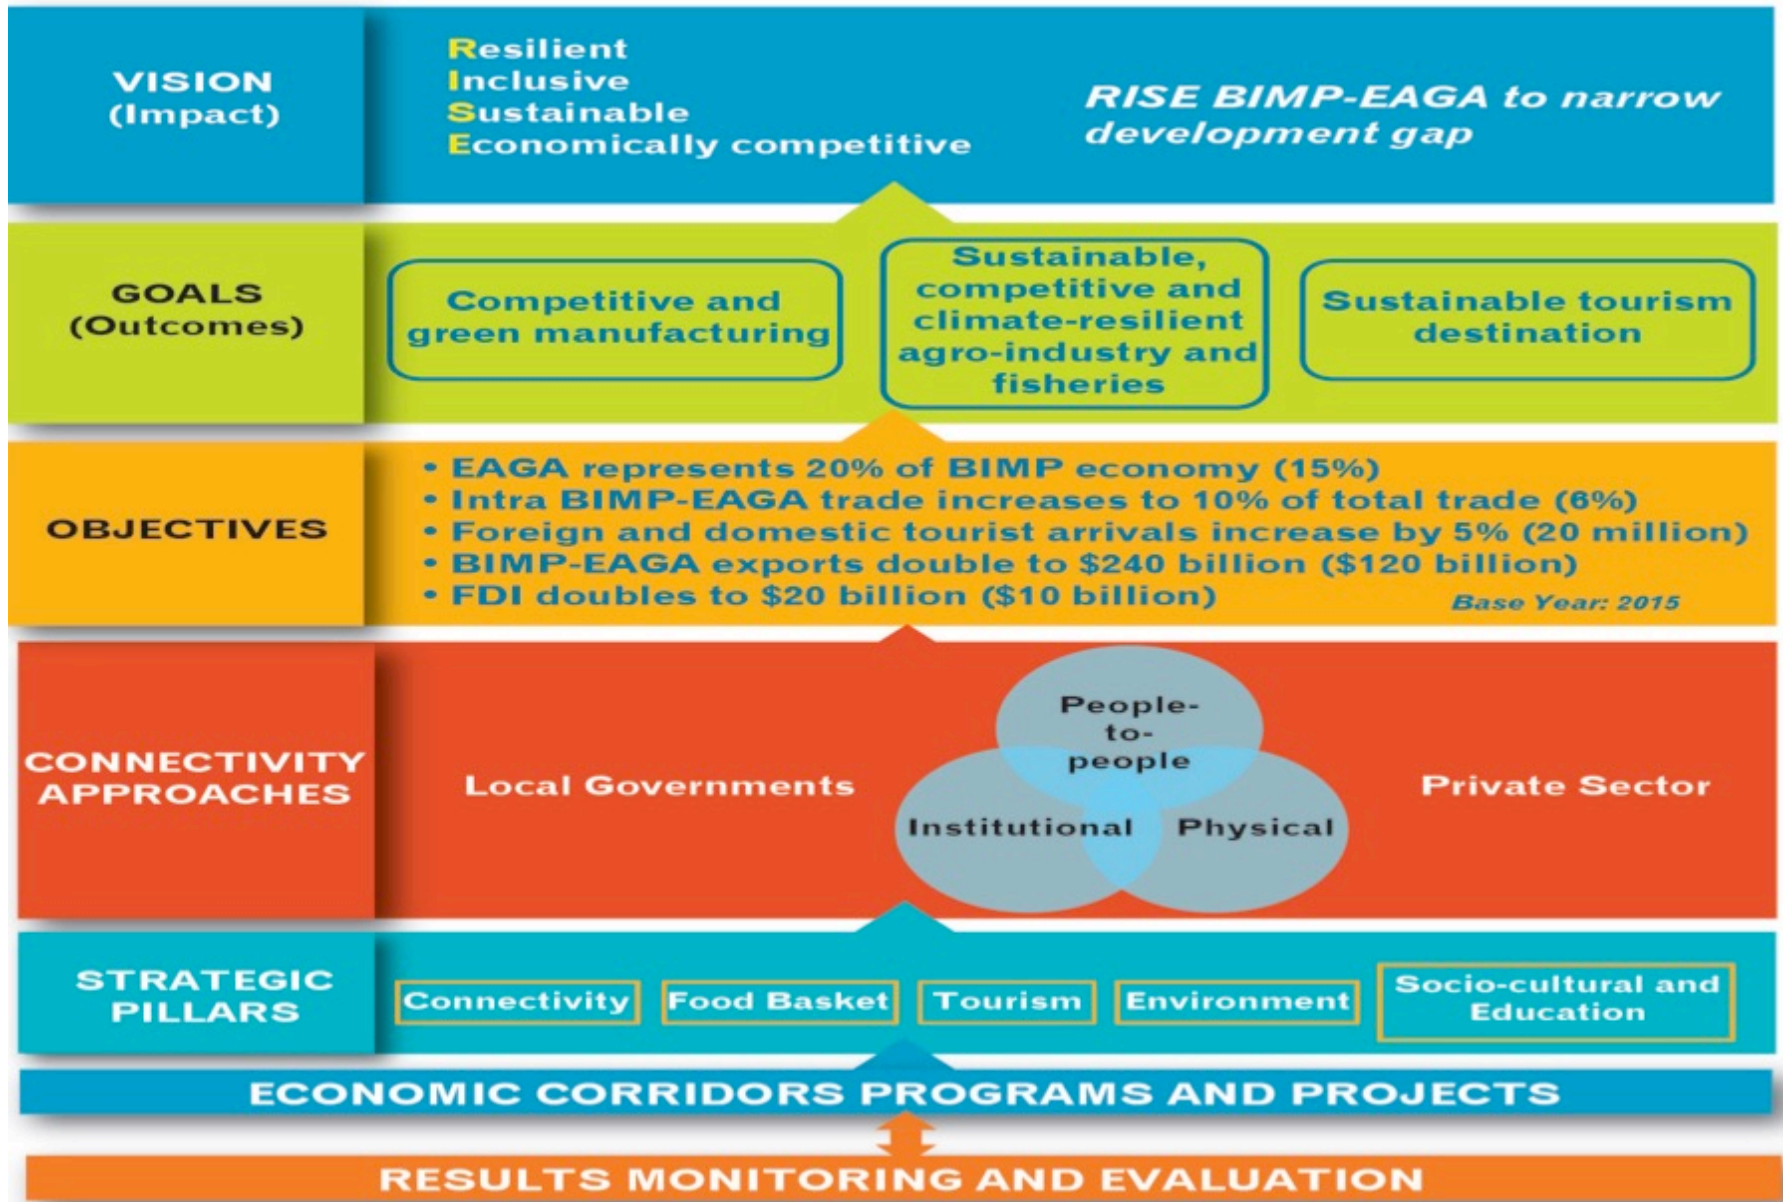 VISION
(Impact)
Resilient
Inclusive
Sustainable
Economically competitive
RISE BIMP-EAGA to narrow
development gap
GOALS
(Outcomes)
Competitive and
green manufacturing
Sustainable,
competitive and
climate-resilient
agro-industry and
fisheries
Sustainable tourism
destination
OBJECTIVES
• EAGA represents 20% of BIMP economy (15%)
• Intra BIMP-EAGA trade increases to 10% of total trade (6%)
• Foreign and domestic tourist arrivals increase by 5% (20 million)
• BIMP-EAGA exports double to $240 billion ($120 billion)
• FDI doubles to $20 billion ($10 billion)
Base Year: 2015
CONNECTIVITY
APPROACHES
Local Governments
People-
to-
people
Institutional
Physical
Private Sector
STRATEGIC
PILLARS
Connectivity
Food Basket
Tourism
Environment
Socio-cultural and
Education
ECONOMIC CORRIDORS PROGRAMS AND PROJECTS
RESULTS MONITORING AND EVALUATION